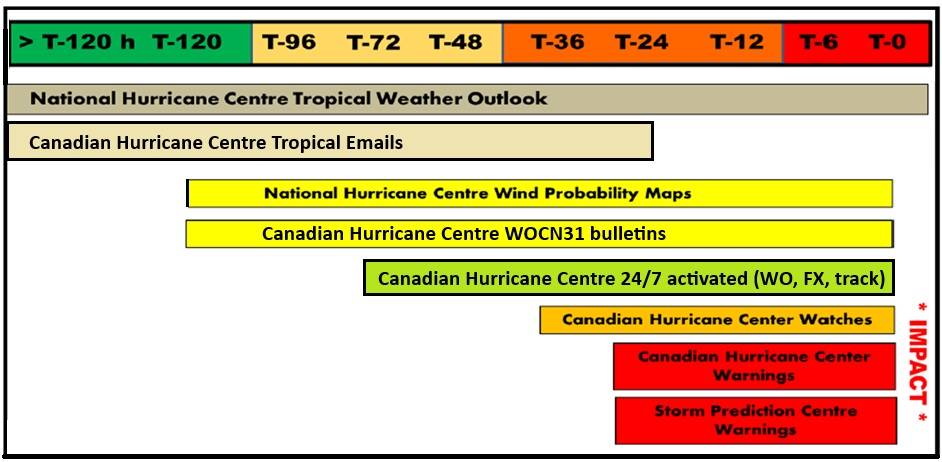 > T-120 h T-120 T-96 T-72 T-48 T-36 T-24 T-12 T-6 T-0
National Hurricane Centre Tropical Weather Outlook
Canadian Hurricane Centre Tropical Emails
National Hurricane Centre Wind Probability Maps
Canadian Hurricane Centre WOCN31 bulletins
Canadian Hurricane Centre 24/7 activated (WO, FX, track)
Canadian Hurricane Center Watches
Canadian Hurricane Center
Warnings
Storm Prediction Centre
Warnings
* IMPACT *